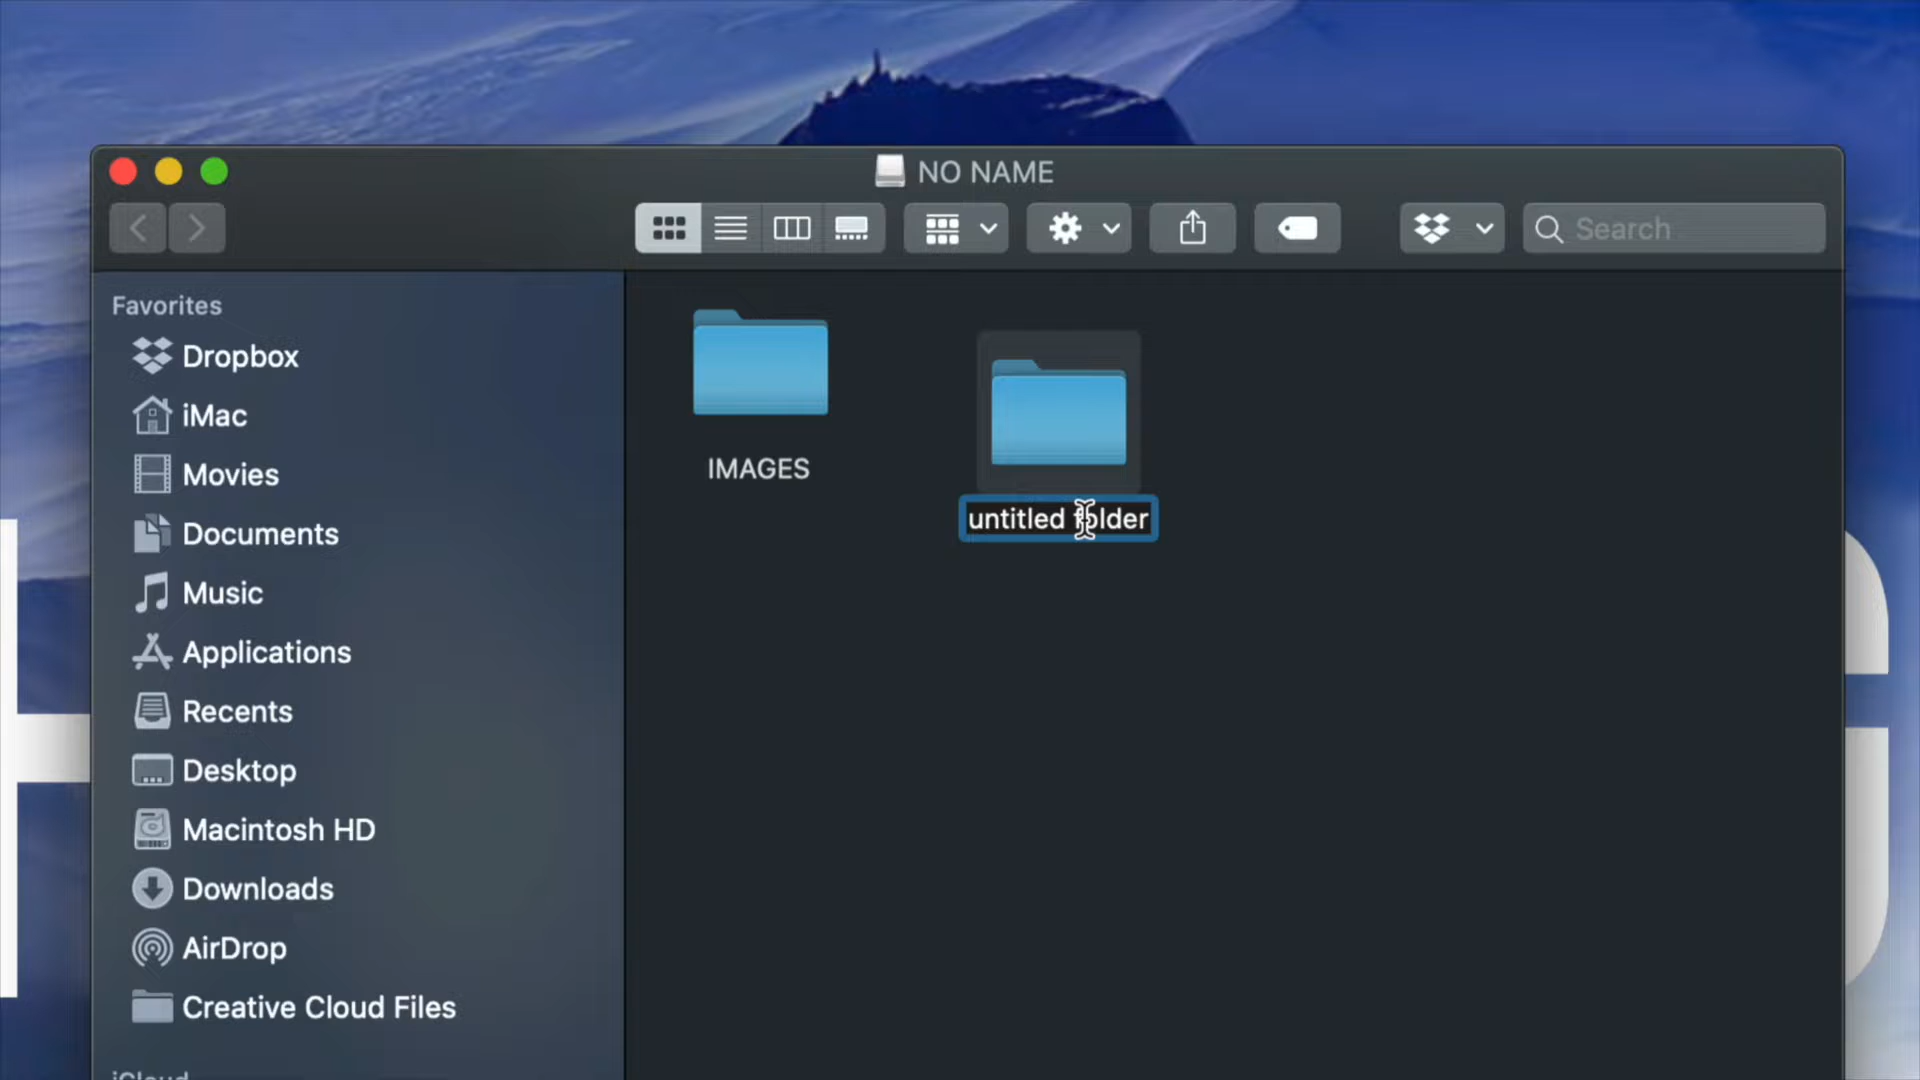 NO NAME
Search
Favorites
Dropbox
iMac
Movies
Documents
Music
Applications
Recents
Desktop
Macintosh HD
Downloads
AirDrop
Creative Cloud Files
iCloud
IMAGES
untitled folder